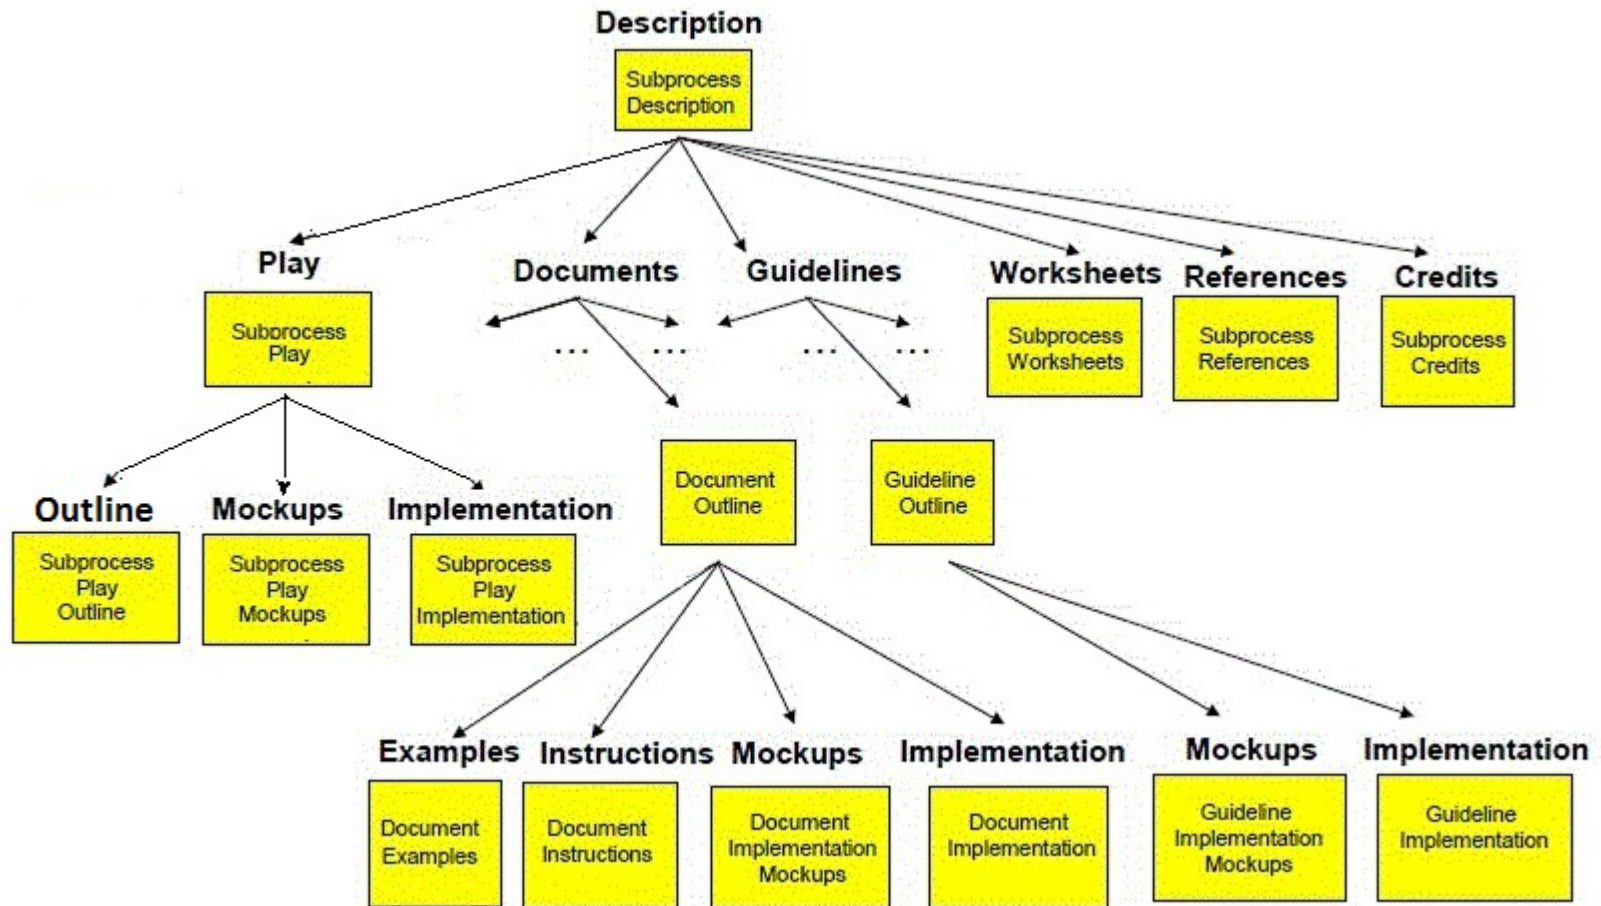 Description
Subprocess
Description
Play
Documents
Guidelines
Worksheets
References
Credits
Subprocess
Play
Subprocess
Worksheets
Subprocess
References
Subprocess
Credits
...
...
...
...
Document
Outline
Guideline
Outline
Outline
Mockups
Implementation
Subprocess
Play
Outline
Subprocess
Play
Mockups
Subprocess
Play
Implementation
Examples
Instructions
Mockups
Implementation
Mockups
Implementation
Document
Examples
Document
Instructions
Document
Implementation
Mockups
Document
Implementation
Guideline
Implementation
Mockups
Guideline
Implementation